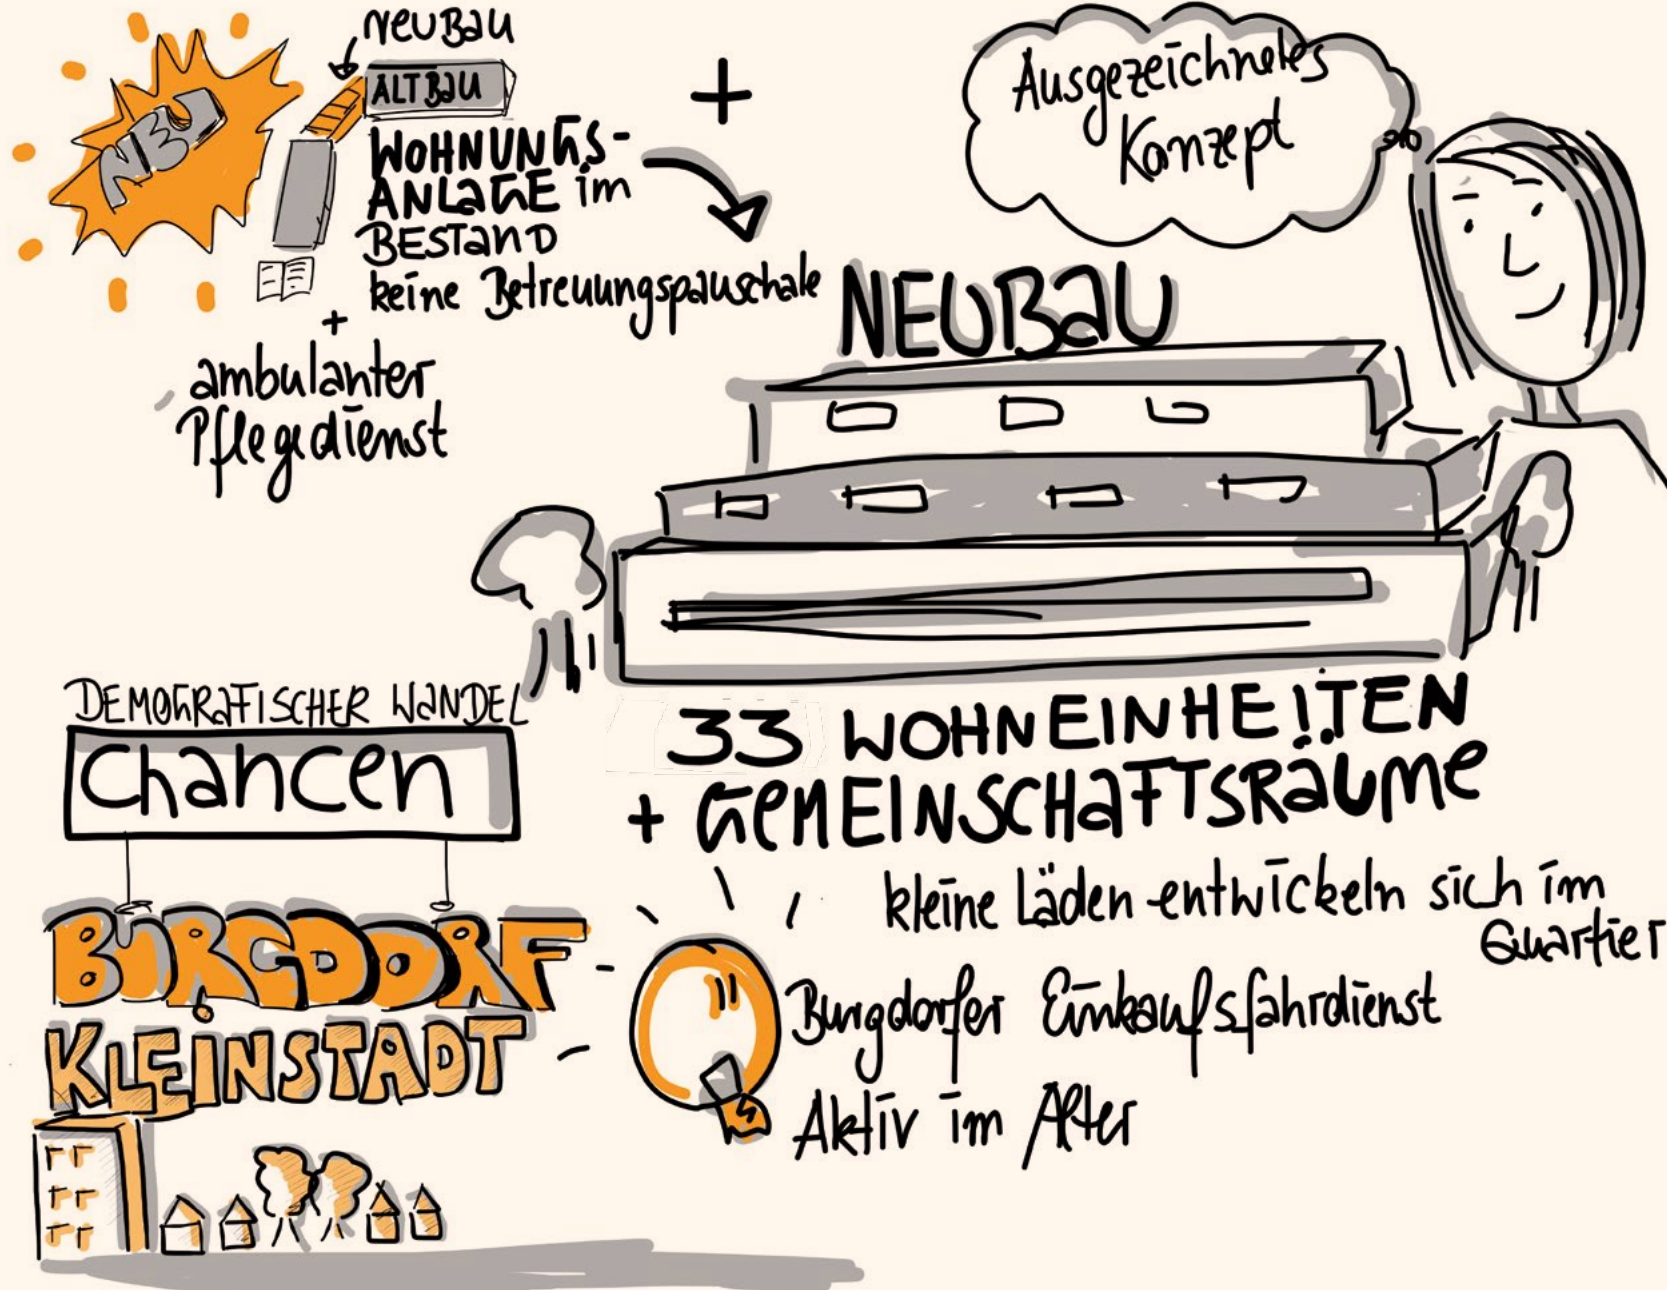 NEUBAU
ALTBAU
NBU
WOHNUNGS-
ANLAGE im
BESTAND
keine Betreuungspauschale
+
ambulanter
Pflegedienst
+
Ausgezeichnetes
Konzept
NEUBAU
33 WOHNEINHEITEN
+ GEMEINSCHAFTSRÄUME
DEMOGRAFISCHER WANDEL
Chancen
BURGDORF
KLEINSTADT
kleine Läden entwickeln sich im
Quartier
Burgdorfer Einkaufsfahrdienst
Aktiv im Alter